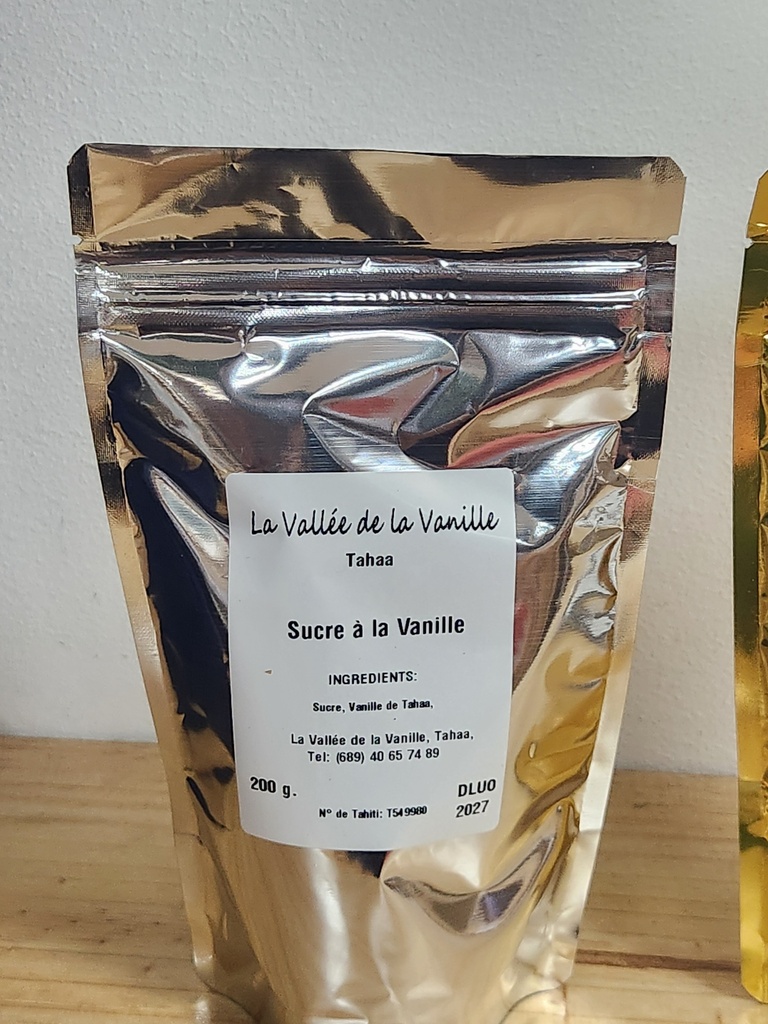 La Vallée de la Vanille
Tahaa
Sucre à la Vanille
INGREDIENTS:
Sucre, Vanille de Tahaa,
La Vallée de la Vanille, Tahaa,
Tel: (689) 40 65 74 89
200 g.
DLUO
2027
N° de Tahiti: T549980